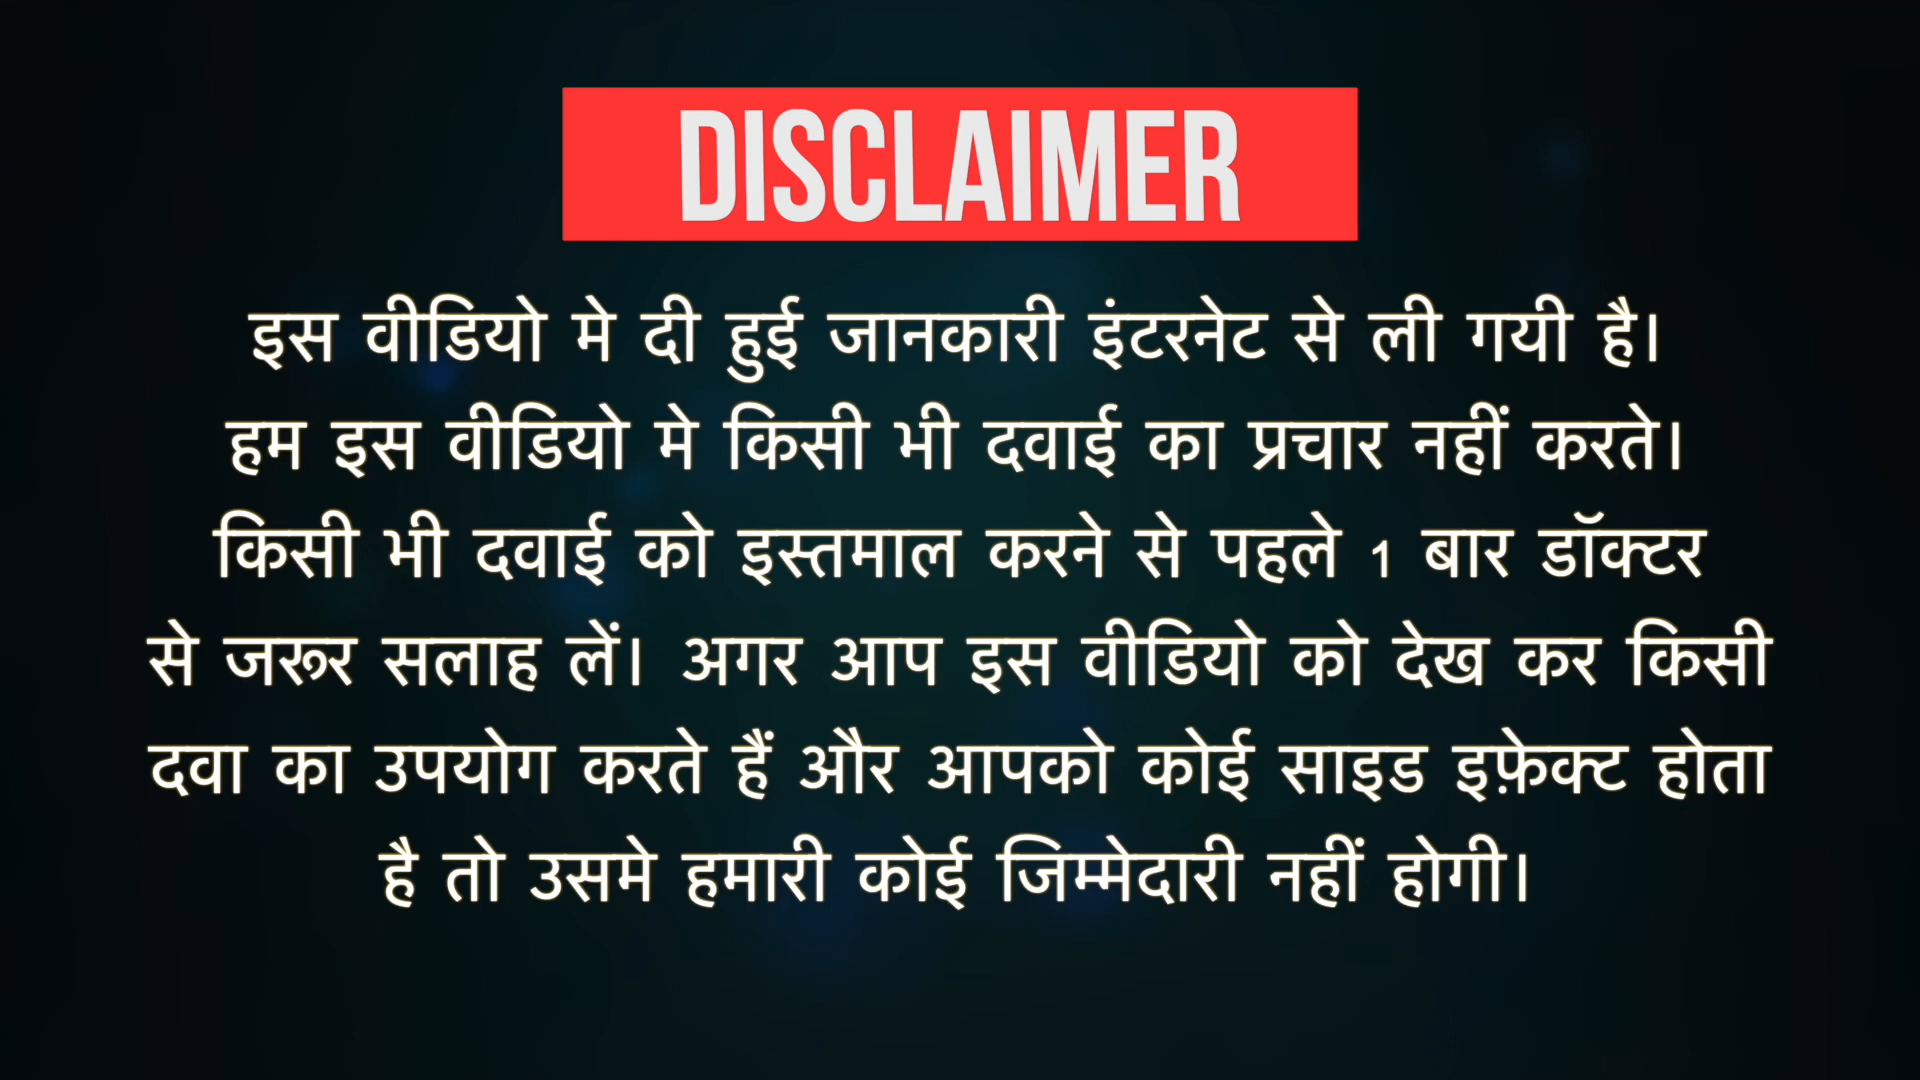 DISCLAIMER
इस वीडियो मे दी हुई जानकारी इंटरनेट से ली गयी है।
हम इस वीडियो मे किसी भी दवाई का प्रचार नहीं करते।
किसी भी दवाई को इस्तमाल करने से पहले 1 बार डॉक्टर
से जरूर सलाह लें। अगर आप इस वीडियो को देख कर किसी
दवा का उपयोग करते हैं और आपको कोई साइड इफ़ेक्ट होता
है तो उसमे हमारी कोई जिम्मेदारी नहीं होगी।